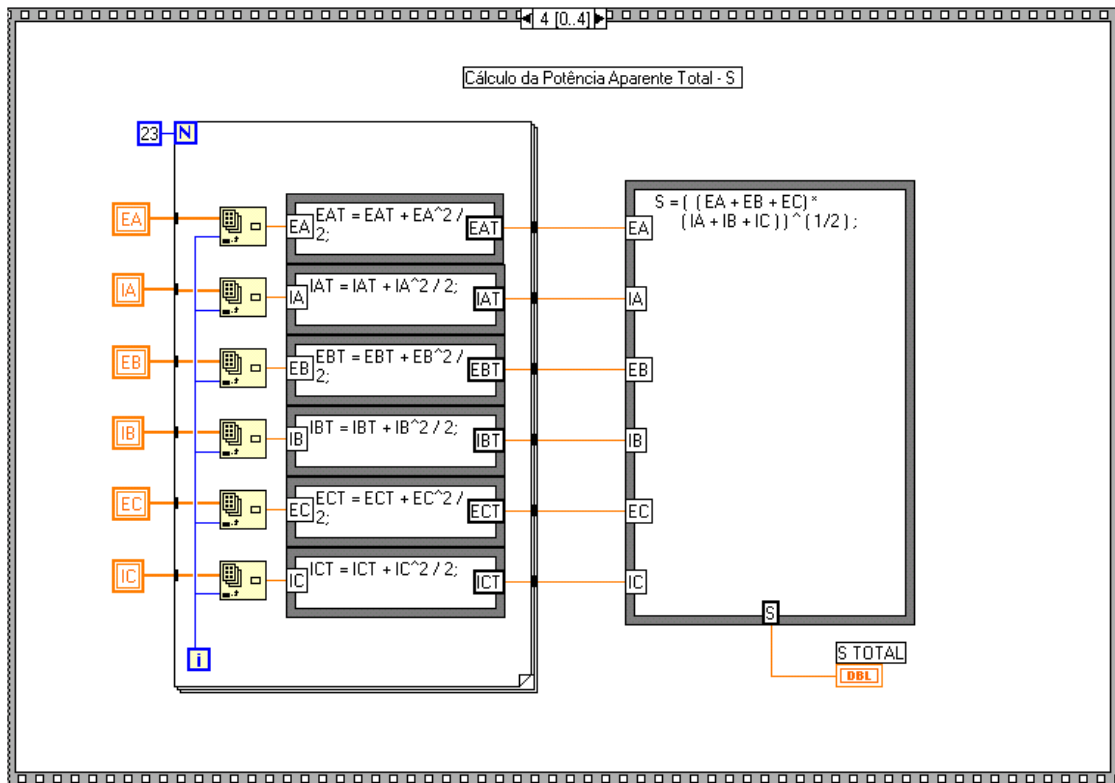 4 [0..4]
Cálculo da Potência Aparente Total - S
23 N
EA
EA
EAT = EAT + EA^2 /
2;
EAT
IA
IA
IAT = IAT + IA^2 / 2;
IAT
EB
EB
EBT = EBT + EB^2 /
2;
EBT
IB
IB
IBT = IBT + IB^2 / 2;
IBT
EC
EC
ECT = ECT + EC^2 /
2;
ECT
IC
IC
ICT = ICT + IC^2 / 2;
ICT
i
S = ( ( EA + EB + EC)*
( IA + IB + IC ) ) ^ ( 1/2 ) ;
EA
IA
EB
IB
EC
IC
S
S TOTAL
DBL